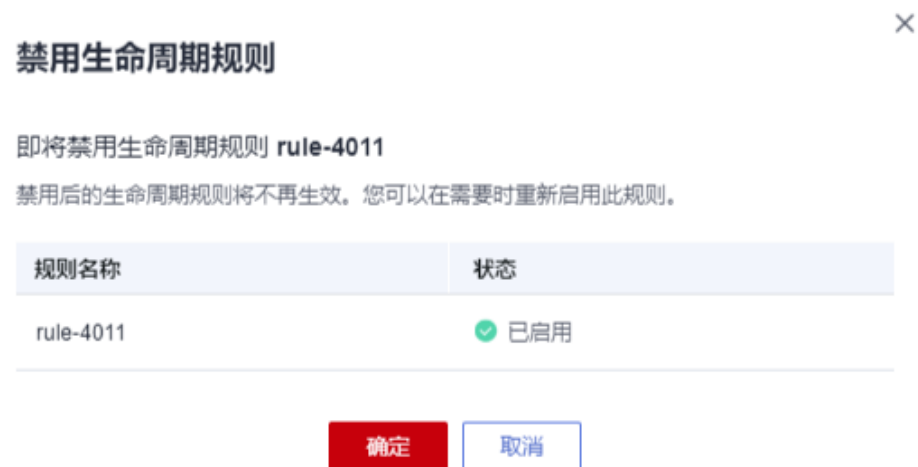 禁用生命周期规则
即将禁用生命周期规则 rule-4011
禁用后的生命周期规则将不再生效。您可以在需要时重新启用此规则。
规则名称 状态
rule-4011 已启用
确定 取消